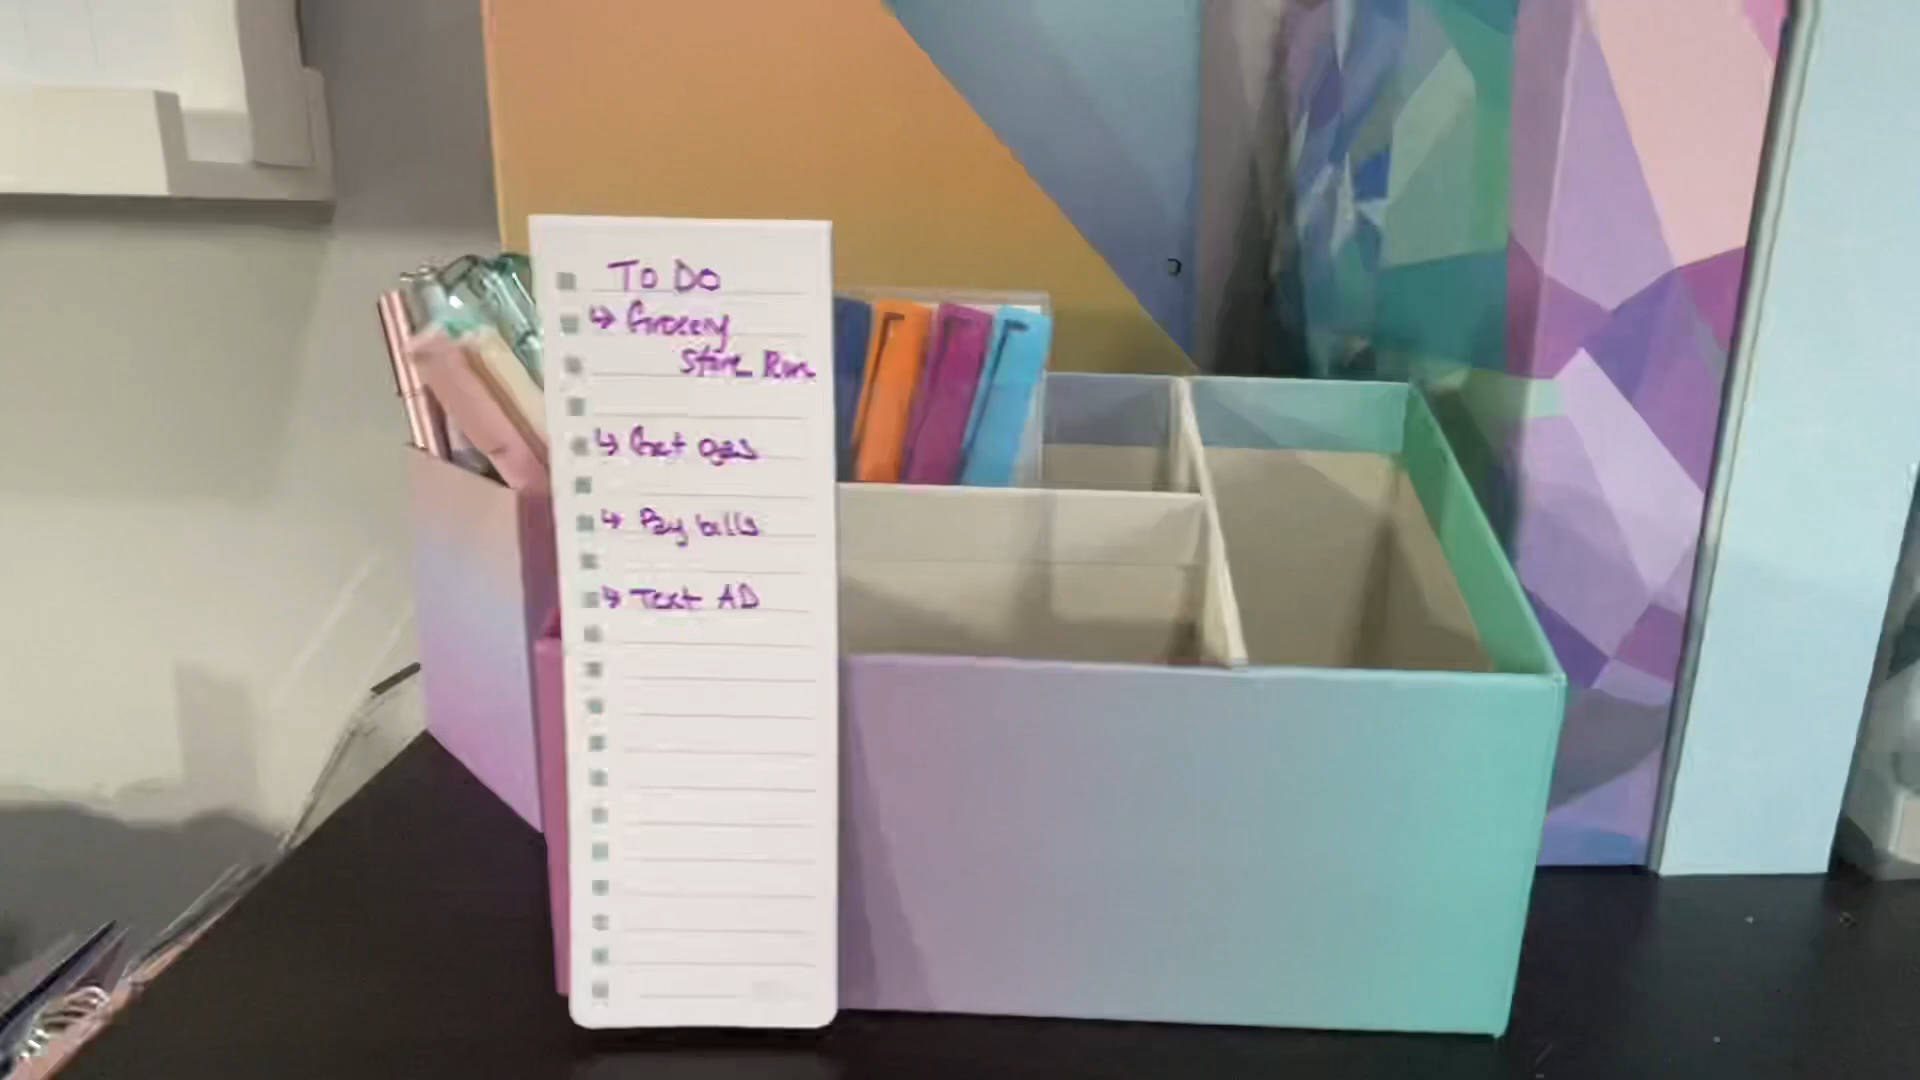 To Do
↳ Grocery
Store Run
↳ Get gas
↳ Pay bills
↳ Text AD